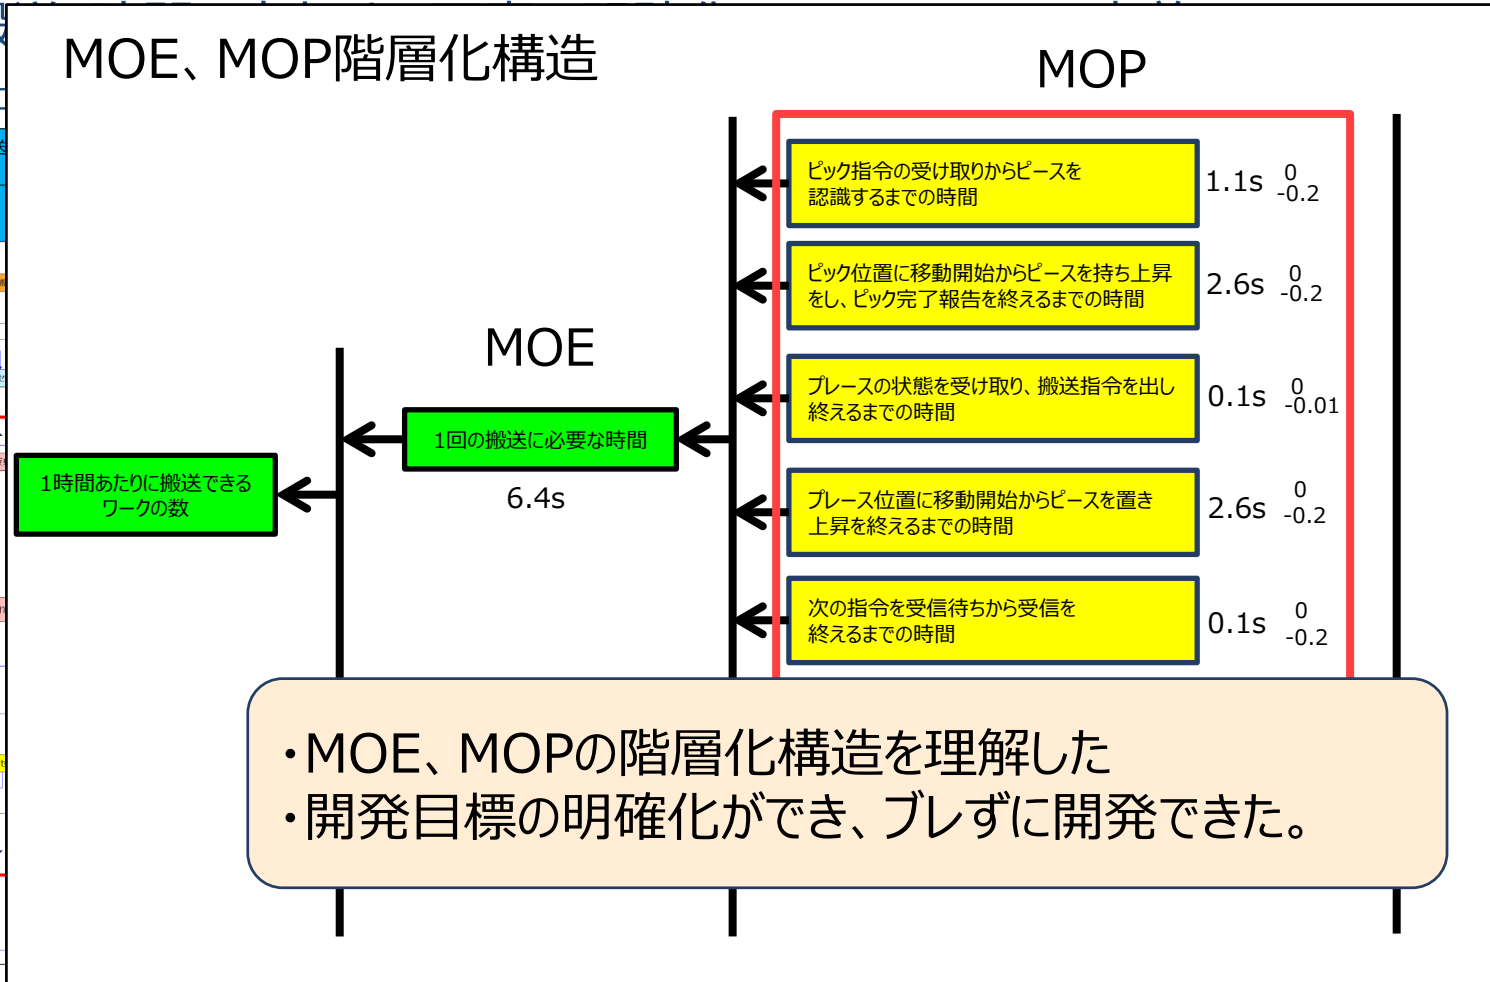 MOE、MOP階層化構造
MOP
ピック指令の受け取りからピースを
認識するまでの時間
1.1s 0 -0.2
ピック位置に移動開始からピースを持ち上昇
をし、ピック完了報告を終えるまでの時間
2.6s 0 -0.2
MOE
プレースの状態を受け取り、搬送指令を出し
終えるまでの時間
0.1s 0 -0.01
1回の搬送に必要な時間
6.4s
1時間あたりに搬送できる
ワークの数
プレース位置に移動開始からピースを置き
上昇を終えるまでの時間
2.6s 0 -0.2
次の指令を受信待ちから受信を
終えるまでの時間
0.1s 0 -0.2
・MOE、MOPの階層化構造を理解した
・開発目標の明確化ができ、ブレずに開発できた。